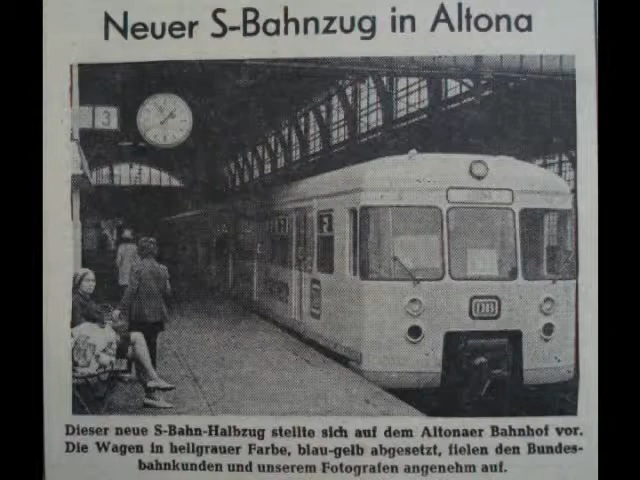 Neuer S-Bahnzug in Altona
3
DB
Dieser neue S-Bahn-Halbzug stellte sich auf dem Altonaer Bahnhof vor.
Die Wagen in hellgrauer Farbe, blau-gelb abgesetzt, fielen den Bundes-
bahnkunden und unserem Fotografen angenehm auf.